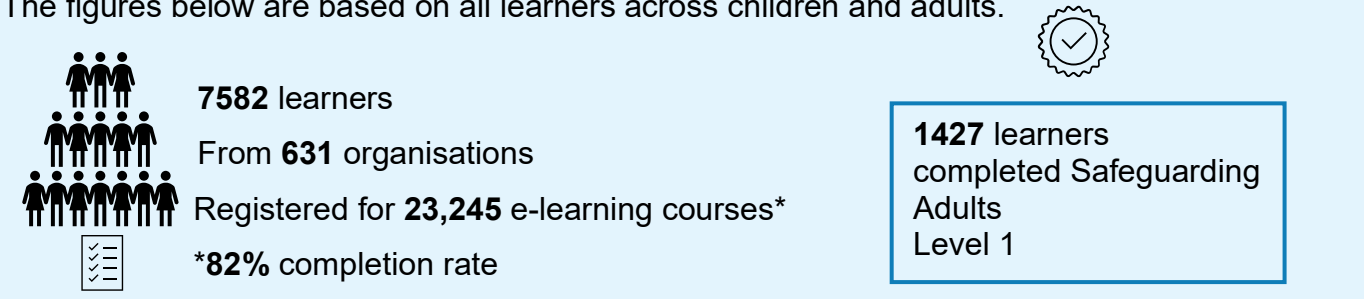 The figures below are based on all learners across children and adults.
7582 learners
From 631 organisations
Registered for 23,245 e-learning courses*
*82% completion rate
1427 learners
completed Safeguarding
Adults
Level 1